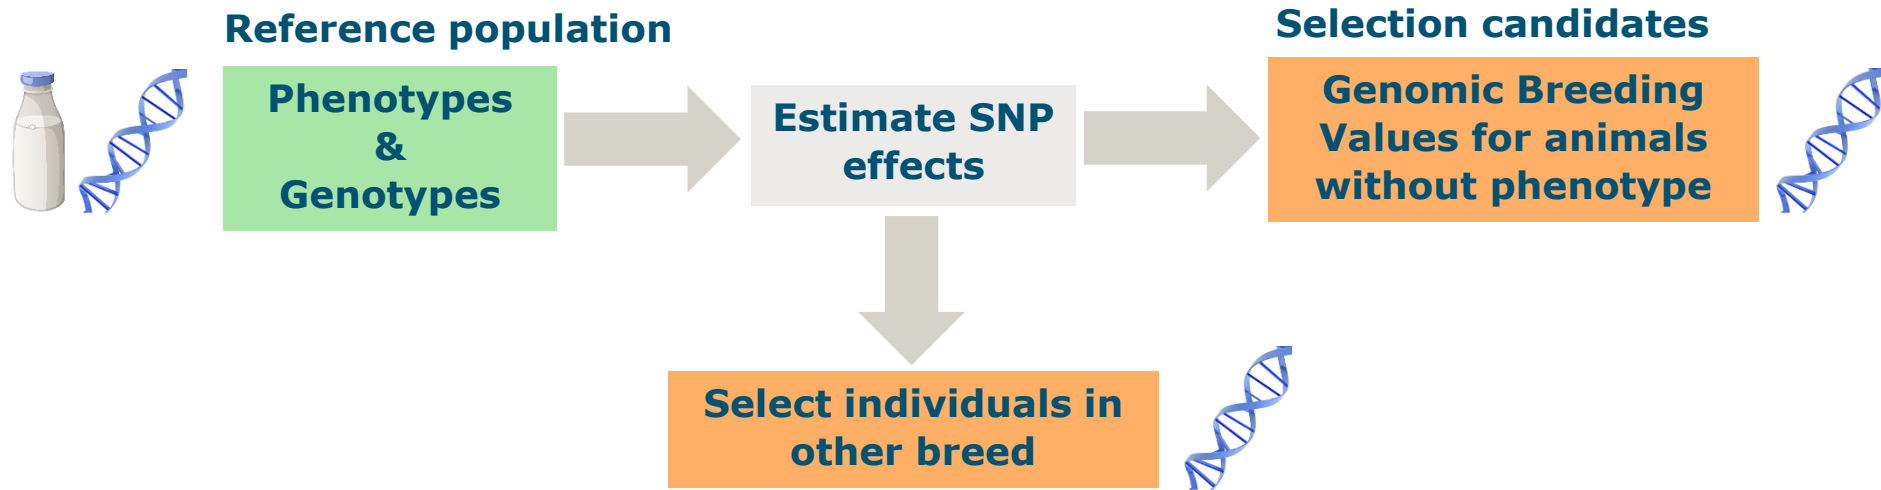 Reference population
Phenotypes
&
Genotypes
Estimate SNP
effects
Selection candidates
Genomic Breeding
Values for animals
without phenotype
Select individuals in
other breed